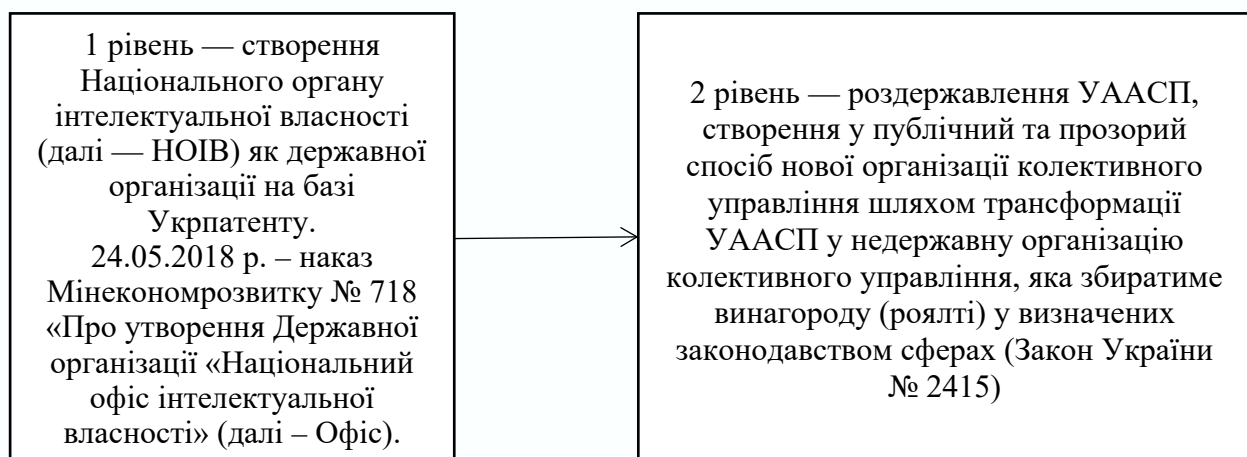 1 рівень — створення
Національного органу
інтелектуальної власності
(далі — НОІВ) як державної
організації на базі
Укрпатенту.
24.05.2018 р. – наказ
Мінекономрозвитку № 718
«Про утворення Державної
організації «Національний
офіс інтелектуальної
власності» (далі – Офіс).
2 рівень — роздержавлення УААСП,
створення у публічний та прозорий
спосіб нової організації колективного
управління шляхом трансформації
УААСП у недержавну організацію
колективного управління, яка збиратиме
винагороду (роялті) у визначених
законодавством сферах (Закон України
№ 2415)